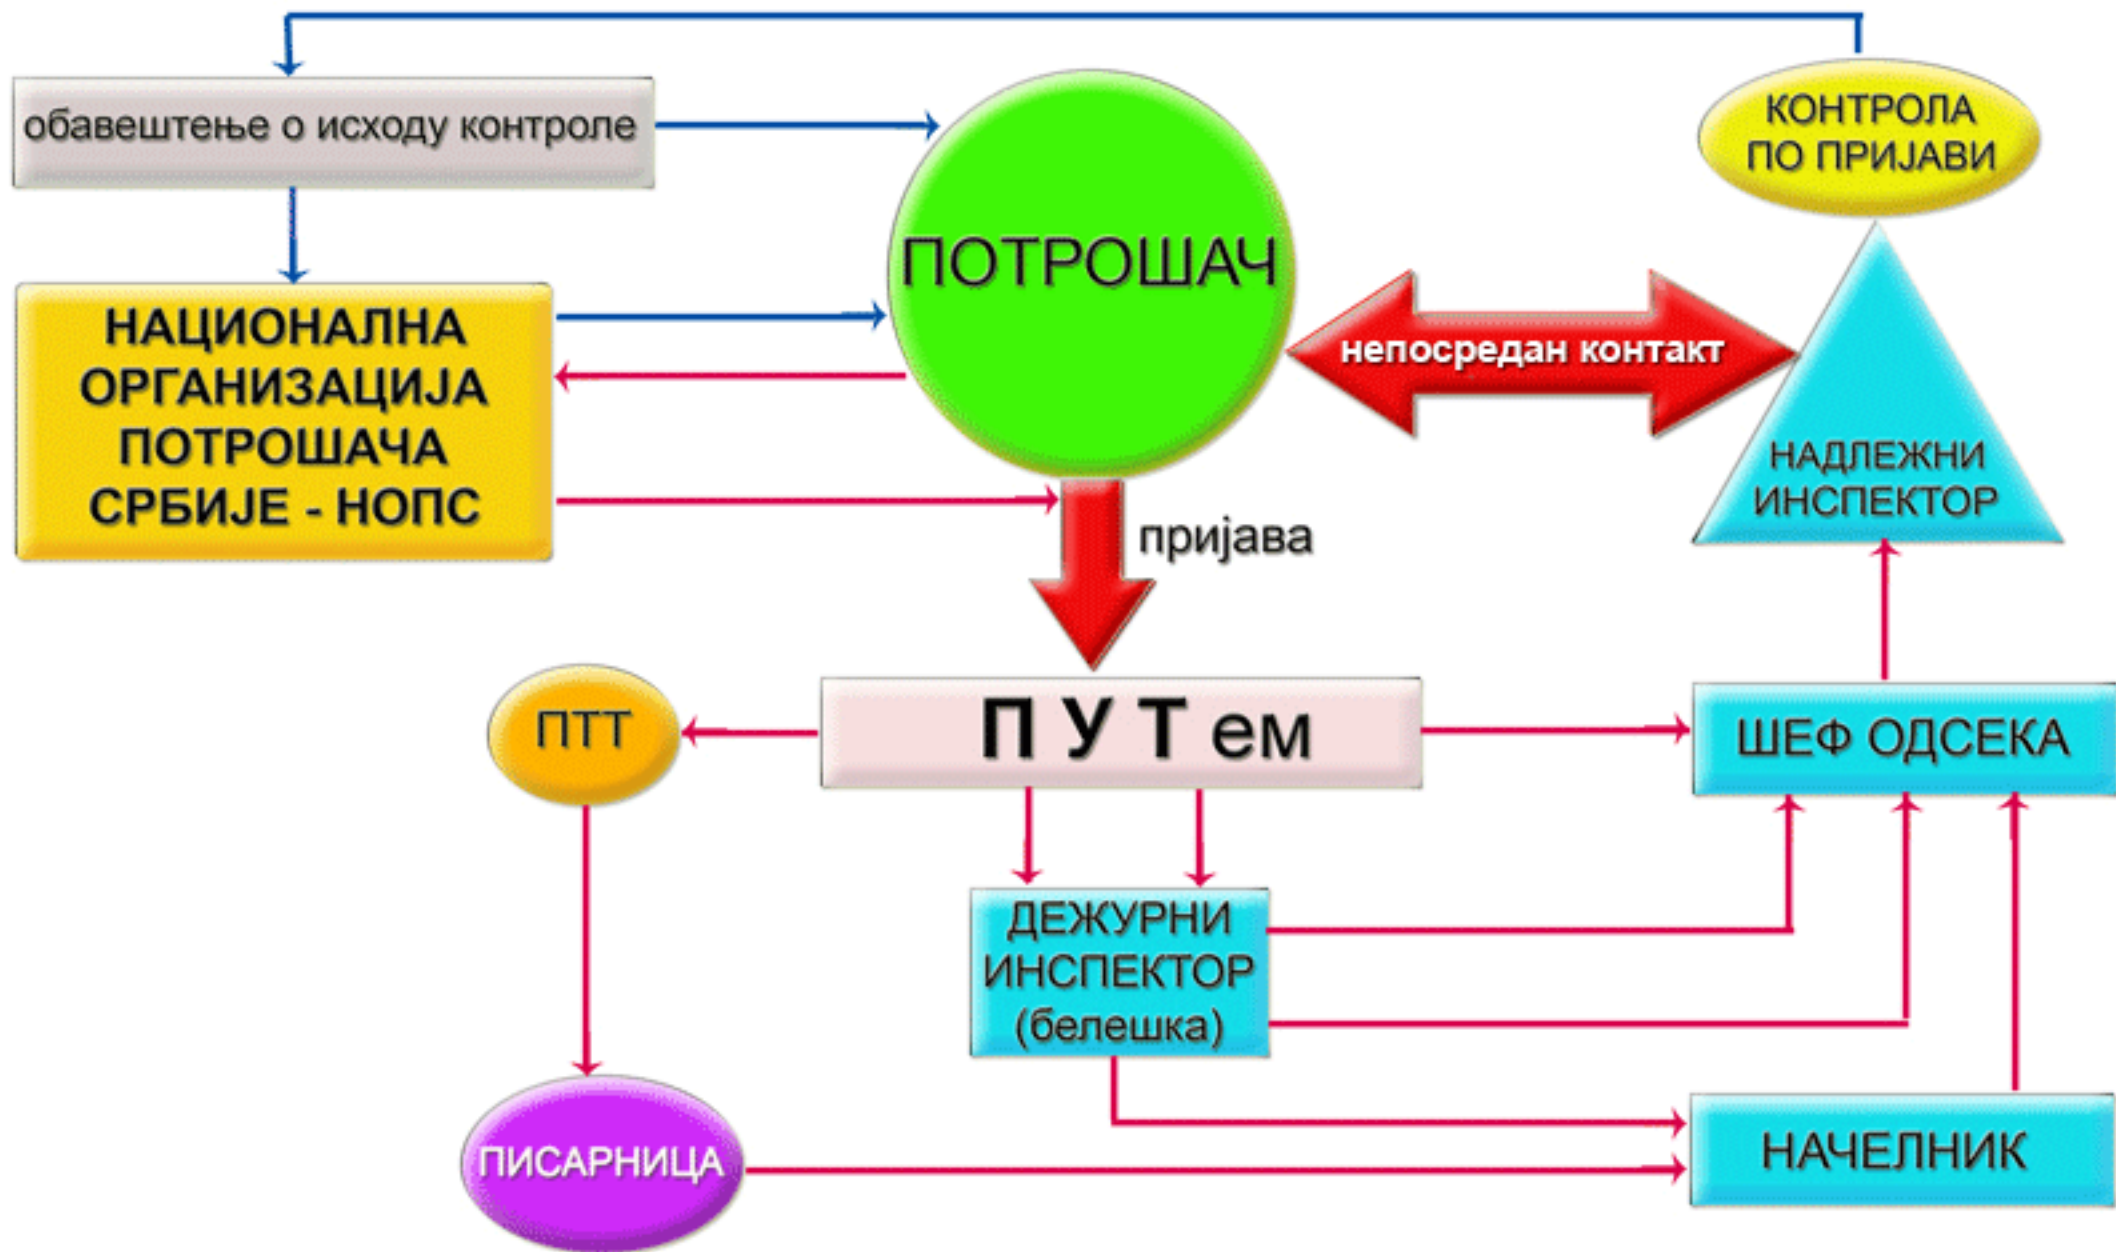 обавештење о исходу контроле
КОНТРОЛА
ПО ПРИЈАВИ
ПОТРОШАЧ
НАЦИОНАЛНА
ОРГАНИЗАЦИЈА
ПОТРОШАЧА
СРБИЈЕ - НОПС
непосредан контакт
НАДЛЕЖНИ
ИНСПЕКТОР
пријава
ПТТ
П У Т ем
ШЕФ ОДСЕКА
ДЕЖУРНИ
ИНСПЕКТОР
(белешка)
ПИСАРНИЦА
НАЧЕЛНИК